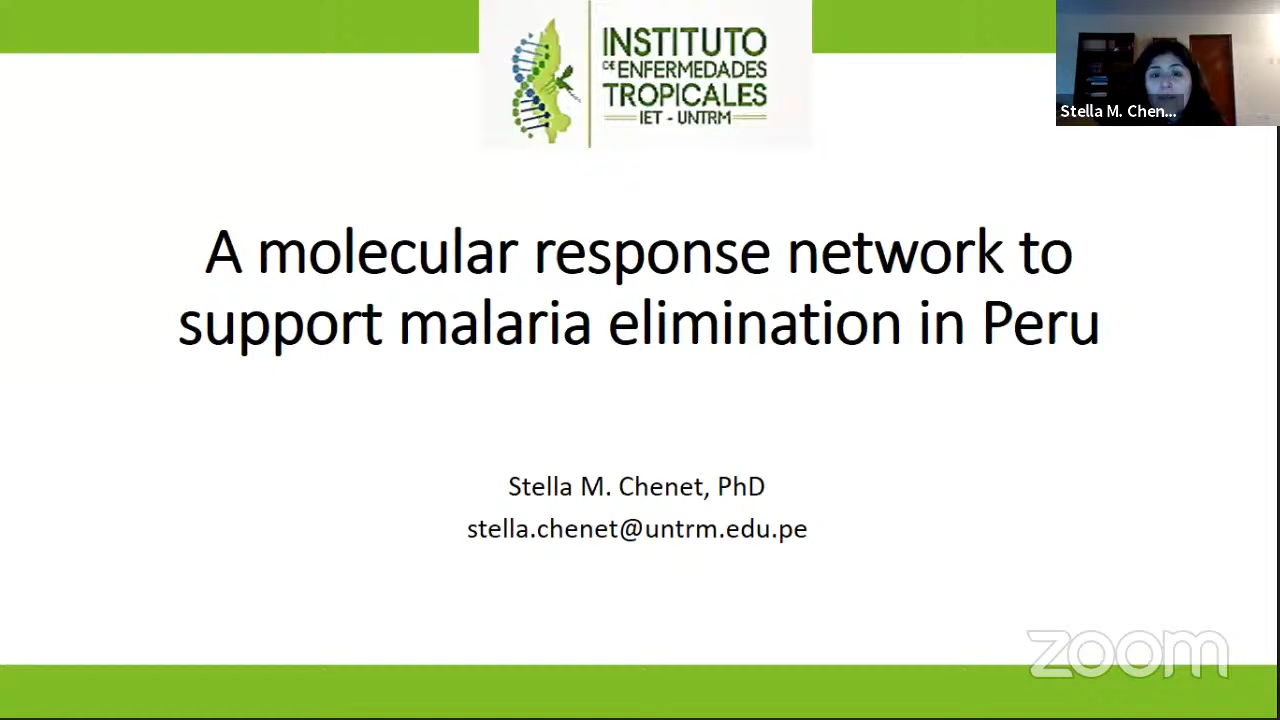 INSTITUTO
DE ENFERMEDADES
TROPICALES
IET - UNTRM
Stella M. Chen...
A molecular response network to
support malaria elimination in Peru
Stella M. Chenet, PhD
stella.chenet@untrm.edu.pe
zoom